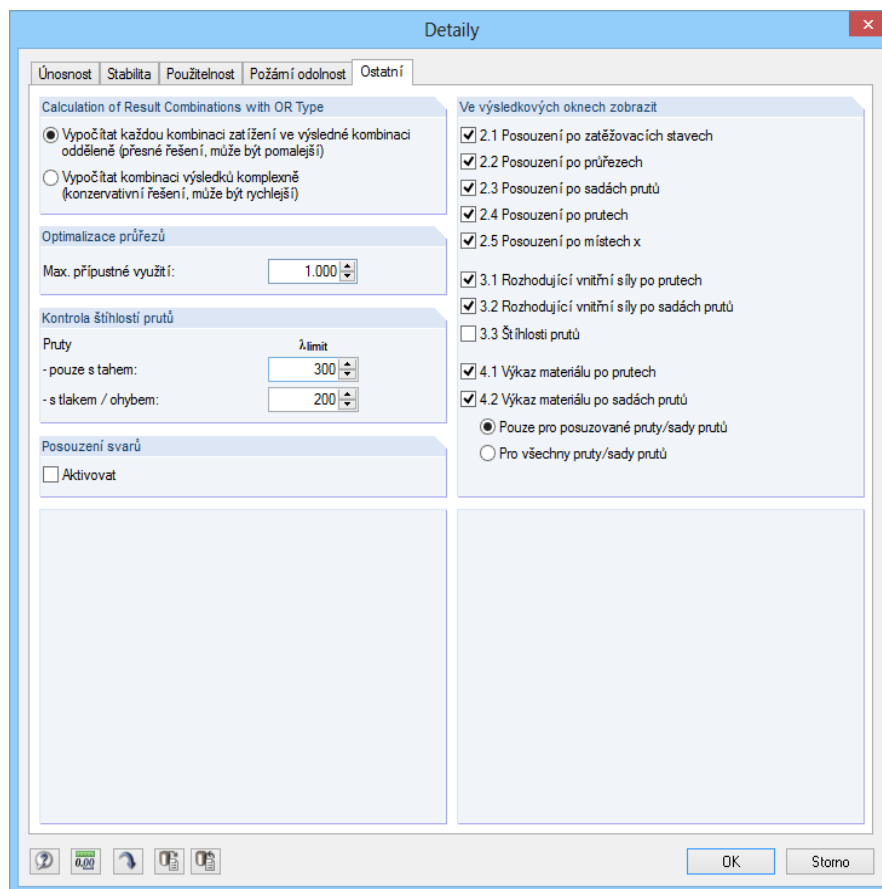 Detaily
Únosnost Stabilita Použitelnost Požární odolnost Ostatní
Calculation of Result Combinations with OR Type
Vypočítat každou kombinaci zatížení ve výsledné kombinaci
odděleně (přesné řešení, může být pomalejší)
Vypočítat kombinaci výsledků komplexně
(konzervativní řešení, může být rychlejší)
Optimalizace průřezů
Max. přípustné využití: 1.000
Kontrola štíhlostí prutů
Pruty λlimit
- pouze s tahem: 300
- s tlakem / ohybem: 200
Posouzení svarů
Aktivovat
Ve výsledkových oknech zobrazit
2.1 Posouzení po zatěžovacích stavech
2.2 Posouzení po průřezech
2.3 Posouzení po sadách prutů
2.4 Posouzení po prutech
2.5 Posouzení po místech x
3.1 Rozhodující vnitřní síly po prutech
3.2 Rozhodující vnitřní síly po sadách prutů
3.3 Štíhlosti prutů
4.1 Výkaz materiálu po prutech
4.2 Výkaz materiálu po sadách prutů
Pouze pro posuzované pruty/sady prutů
Pro všechny pruty/sady prutů
0.00
OK Storno